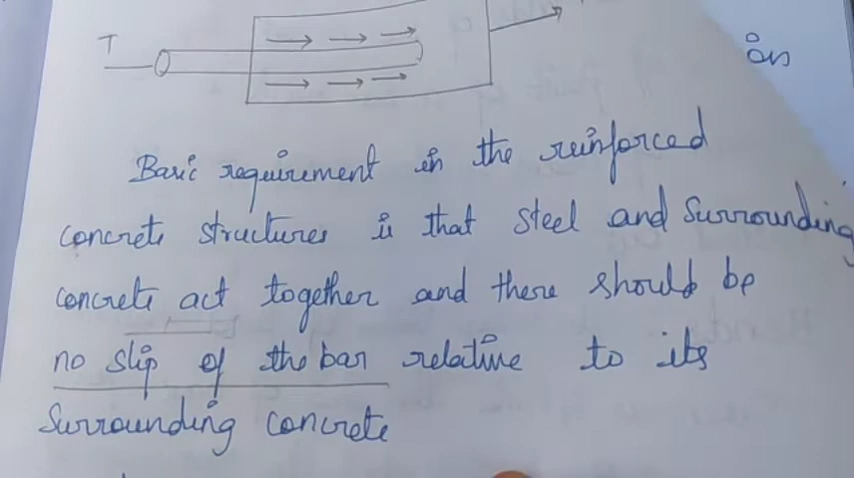 T
on
Basic requirement in the reinforced
concrete structures is that steel and surrounding
concrete act together and there should be
no slip of the bar relative to its
Surrounding concrete